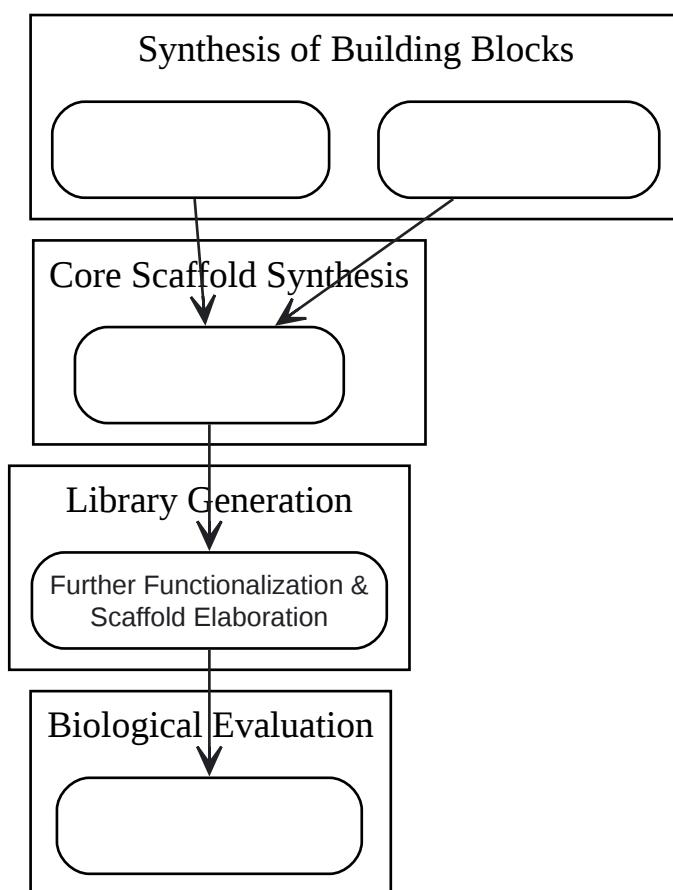 Synthesis of Building Blocks
Core Scaffold Synthesis
Library Generation
Further Functionalization &
Scaffold Elaboration
Biological Evaluation